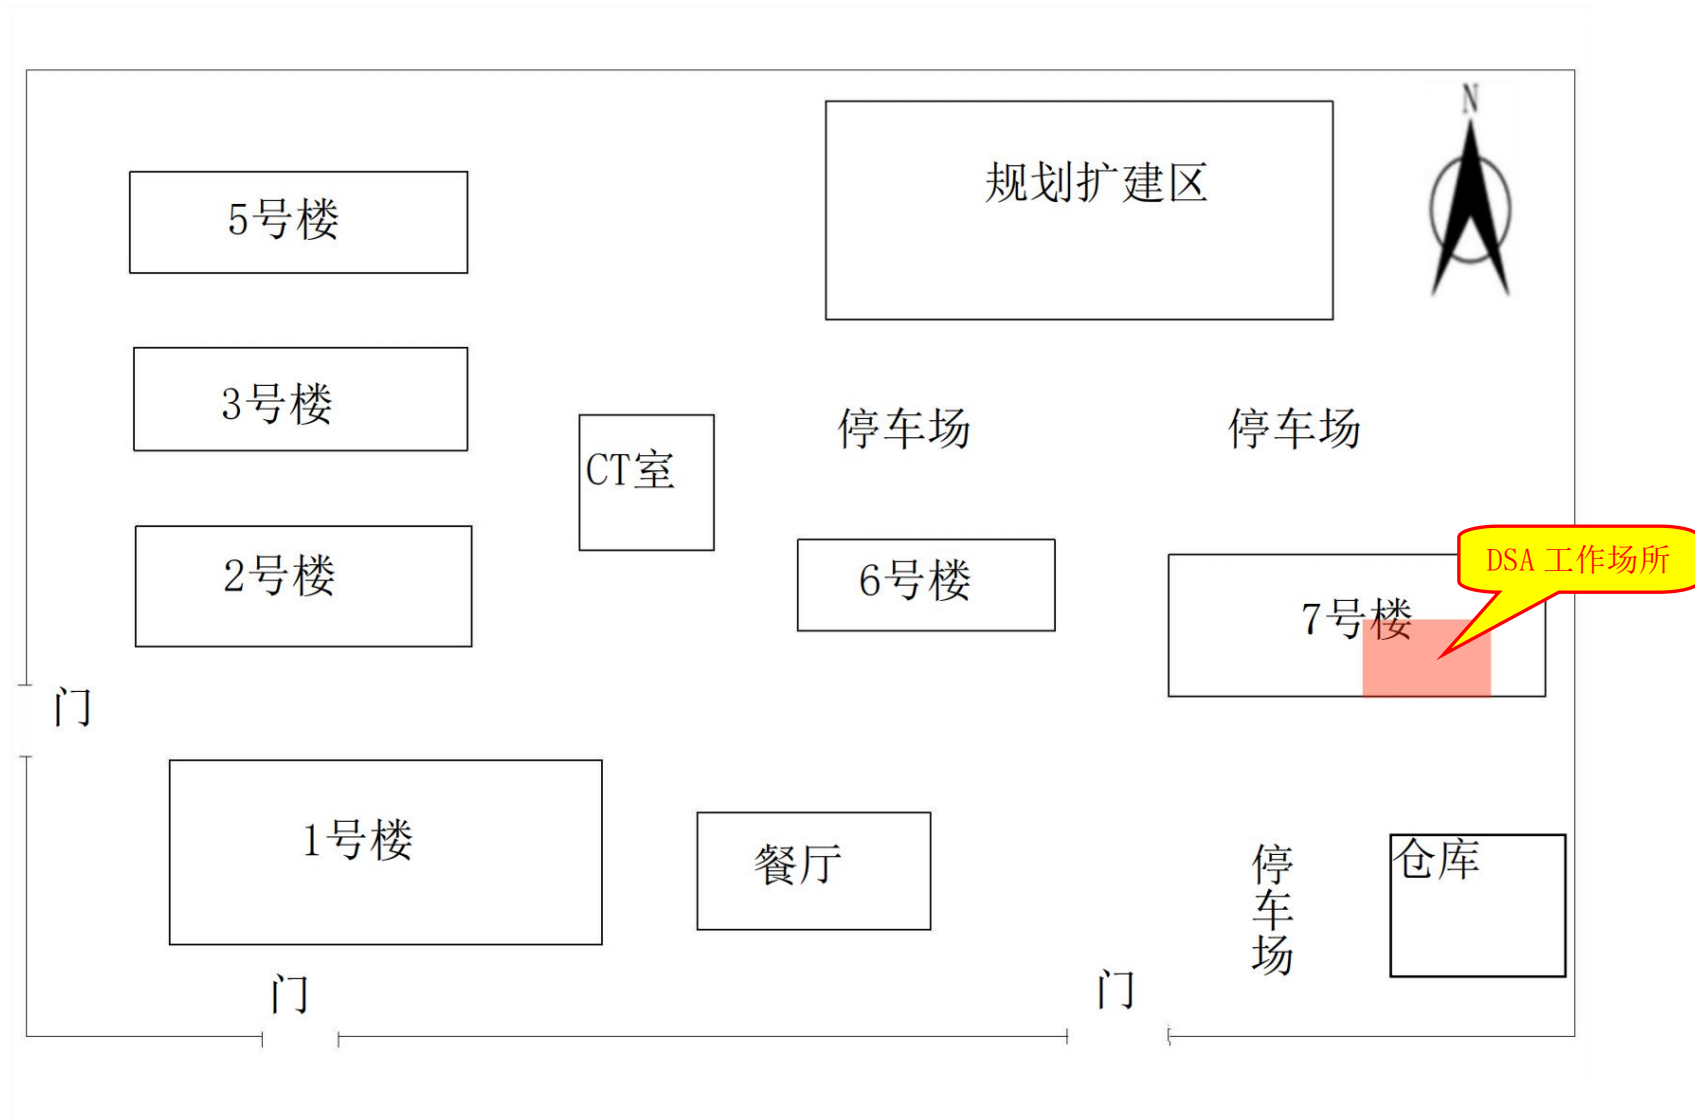 N
规划扩建区
5号楼
3号楼
停车场
停车场
CT室
DSA 工作场所
2号楼
6号楼
7号楼
门
1号楼
餐厅
停车场
仓库
门
门